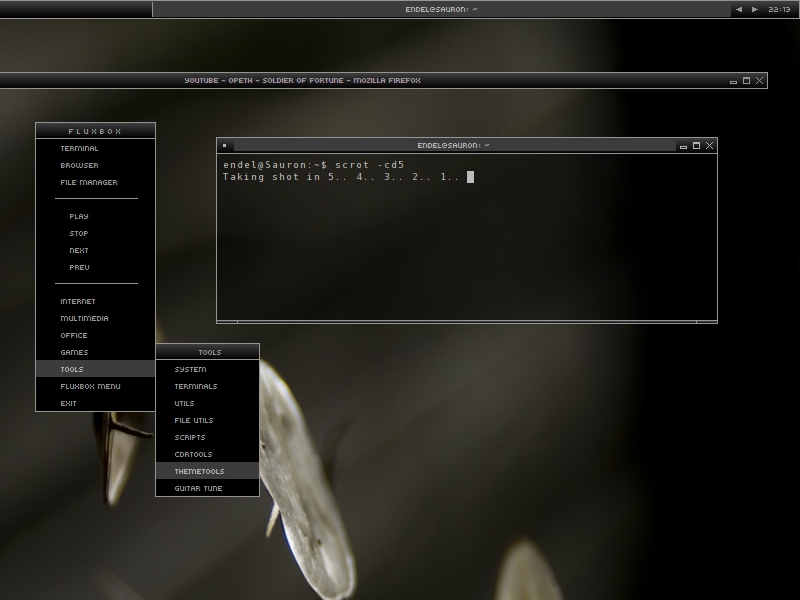 ENDEL@SAURON: ~
22:13
YOUTUBE - OPETH - SOLDIER OF FORTUNE - MOZILLA FIREFOX
FLUXBOX
TERMINAL
BROWSER
FILE MANAGER
PLAY
STOP
NEXT
PREV
INTERNET
MULTIMEDIA
OFFICE
GAMES
TOOLS
FLUXBOX MENU
EXIT
ENDEL@SAURON: ~
endel@Sauron:~$ scrot -cd5
Taking shot in 5.. 4.. 3.. 2.. 1..
TOOLS
SYSTEM
TERMINALS
UTILS
FILE UTILS
SCRIPTS
CDRTOOLS
THEMETOOLS
GUITAR TUNE